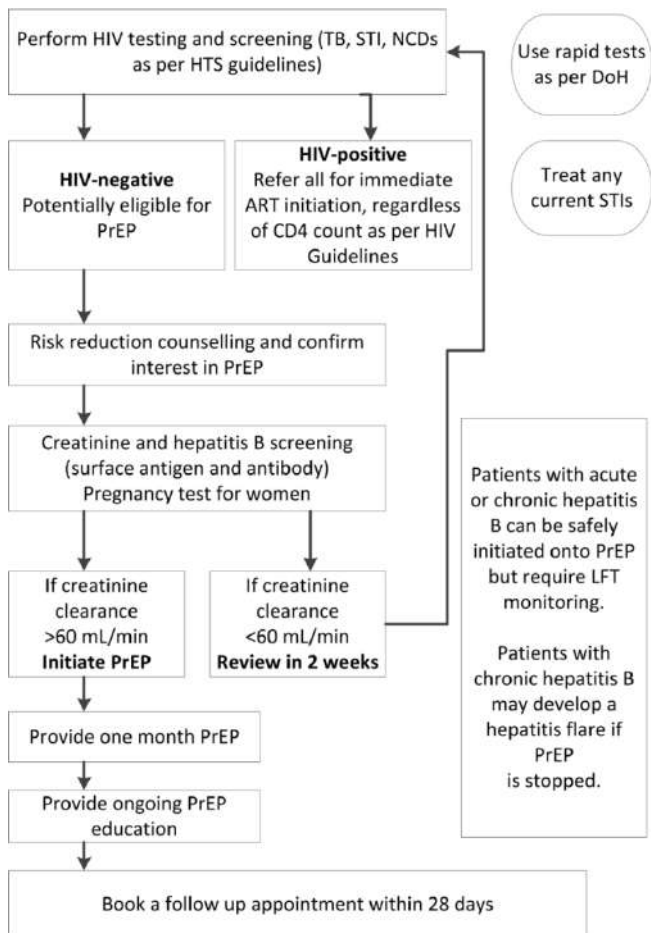 Perform HIV testing and screening (TB, STI, NCDs
as per HTS guidelines)
Use rapid tests
as per DoH
HIV-negative
Potentially eligible for
PrEP
HIV-positive
Refer all for immediate
ART initiation, regardless
of CD4 count as per HIV
Guidelines
Treat any
current STIs
Risk reduction counselling and confirm
interest in PrEP
Creatinine and hepatitis B screening
(surface antigen and antibody)
Pregnancy test for women
If creatinine
clearance
>60 mL/min
Initiate PrEP
If creatinine
clearance
<60 mL/min
Review in 2 weeks
Patients with acute
or chronic hepatitis
B can be safely
initiated onto PrEP
but require LFT
monitoring.
Patients with
chronic hepatitis B
may develop a
hepatitis flare if
PrEP
is stopped.
Provide one month PrEP
Provide ongoing PrEP
education
Book a follow up appointment within 28 days